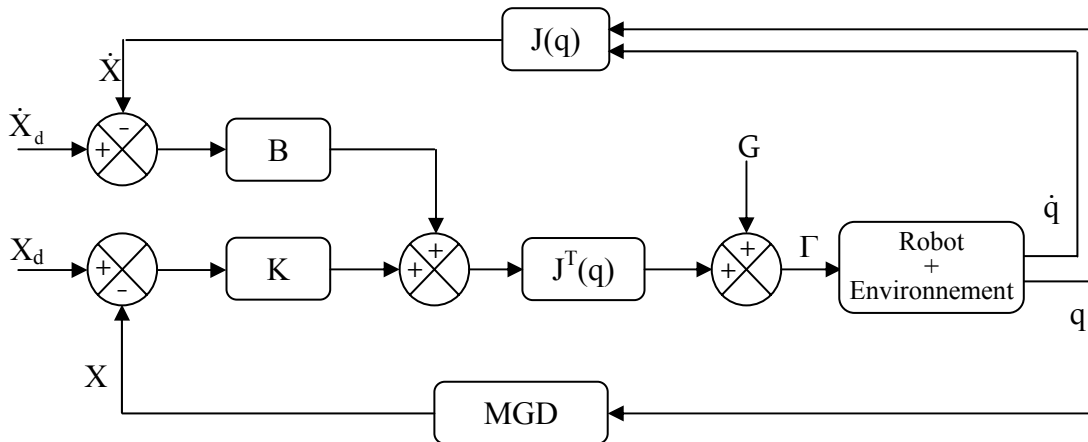 J(q)
Ẋ
Ẋd
-
+
B
G
q̇
Xd
+
-
K
+
+
Jᵀ(q)
+
+
Γ
Robot
+
Environnement
q
X
MGD